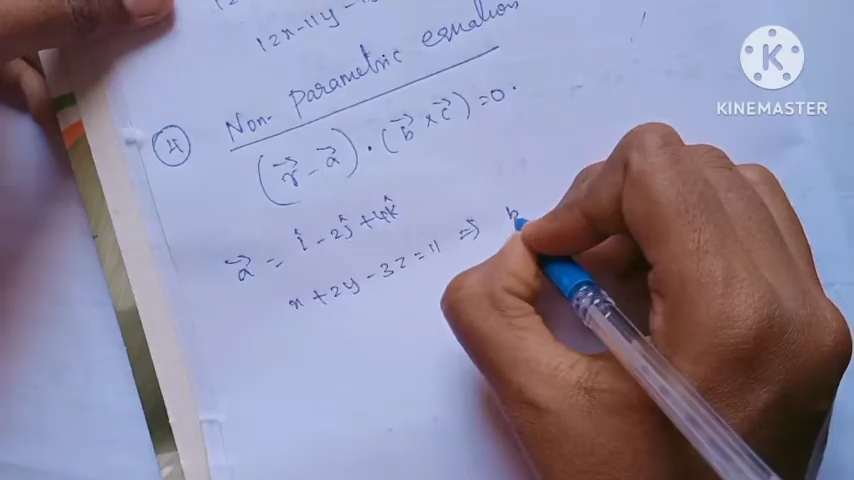 12x-11y-
Non-parametric equation
4
(r⃗ - a⃗) · (b⃗ × c⃗) = 0.
a⃗ = î - 2ĵ + 4k̂
x + 2y - 3z = 11 ⇒ b
K
KINEMASTER